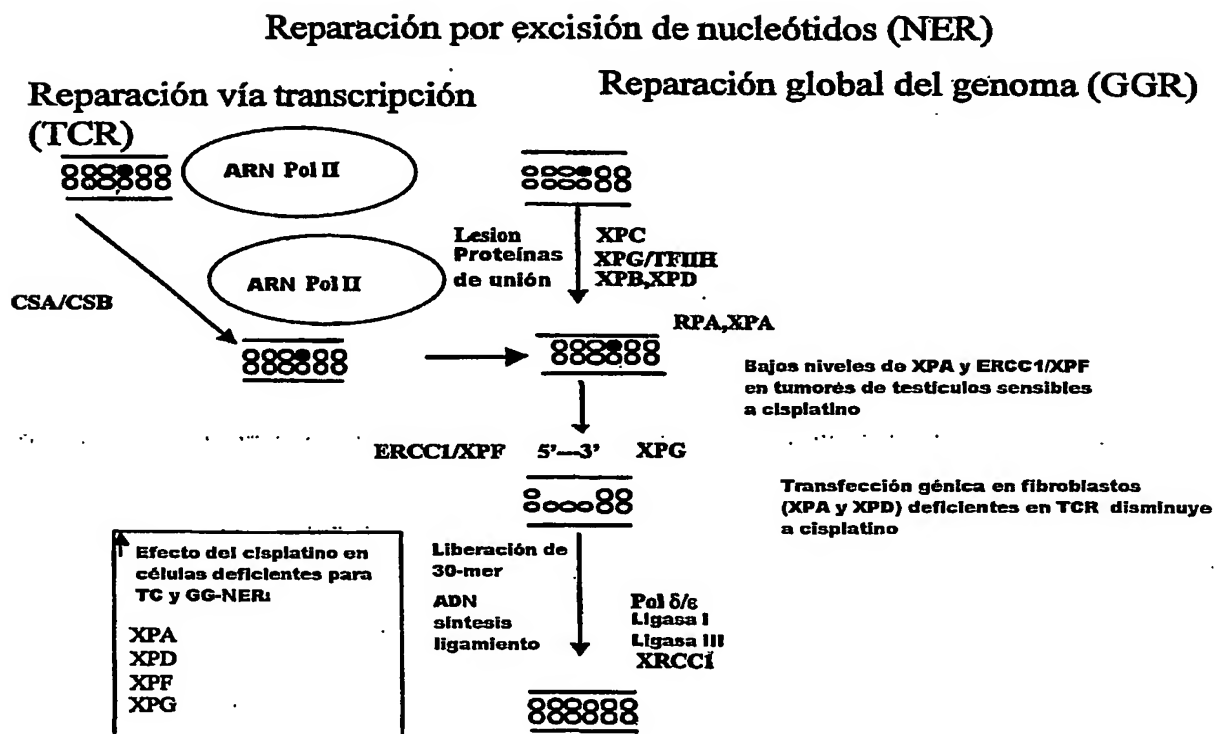 Reparación por excisión de nucleótidos (NER)
Reparación vía transcripción
(TCR)
Reparación global del genoma (GGR)
ARN Pol II
ARN Pol II
CSA/CSB
Lesion
Proteínas
de unión
XPC
XPG/TFIIH
XPB,XPD
RPA,XPA
Bajos niveles de XPA y ERCC1/XPF
en tumores de testículos sensibles
a cisplatino
ERCC1/XPF 5'—3' XPG
Transfección génica en fibroblastos
(XPA y XPD) deficientes en TCR disminuye
a cisplatino
Efecto del cisplatino en
células deficientes para
TC y GG-NER:
XPA
XPD
XPF
XPG
Liberación de
30-mer
ADN
síntesis
ligamiento
Pol δ/ε
Ligasa I
Ligasa III
XRCC1